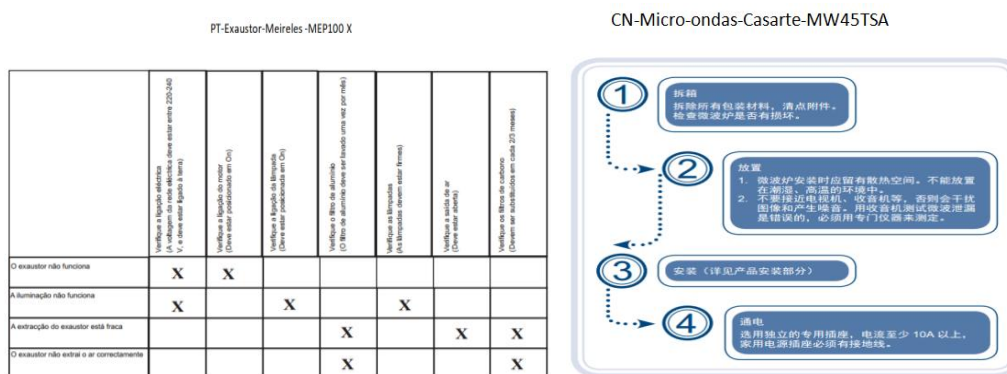 PT-Exaustor-Meireles -MEP100 X
Verifique a ligação eléctrica
(A voltagem da rede eléctrica deve estar entre 220-240
V, e deve estar ligado à terra)
Verifique a ligação do motor
(Deve estar posicionado em On)
Verifique a ligação da lâmpada
(Deve estar posicionada em On)
Verifique o filtro de alumínio
(O filtro de alumínio deve ser lavado uma vez por mês)
Verifique as lâmpadas
(As lâmpadas devem estar firmes)
Verifique a saída de ar
(Deve estar aberta)
Verifique os filtros de carbono
(Devem ser substituídos em cada 2/3 meses)
O exaustor não funciona X X
A iluminação não funciona X X X
A extracção do exaustor está fraca X X X
O exaustor não extrai o ar correctamente X X
CN-Micro-ondas-Casarte-MW45TSA
1
拆箱
拆除所有包装材料，清点附件。
检查微波炉是否有损坏。
2
放置
1. 微波炉安装时应留有散热空间。不能放置
在潮湿、高温的环境中。
2. 不要接近电视机、收音机等，否则会干扰
图像和产生噪音。用收音机测试微波泄漏
是错误的，必须用专门仪器来测定。
3
安装（详见产品安装部分）
4
通电
选用独立的专用插座，电流至少 10A 以上，
家用电源插座必须有接地线。